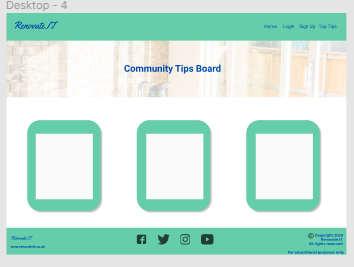 Desktop - 4
Renovate.IT
Home Login Sign Up Top Tips
Community Tips Board
Renovate.IT
www.renovateit.co.uk
© Copyright 2024
Renovate.IT
All rights reserved
For educational purposes only